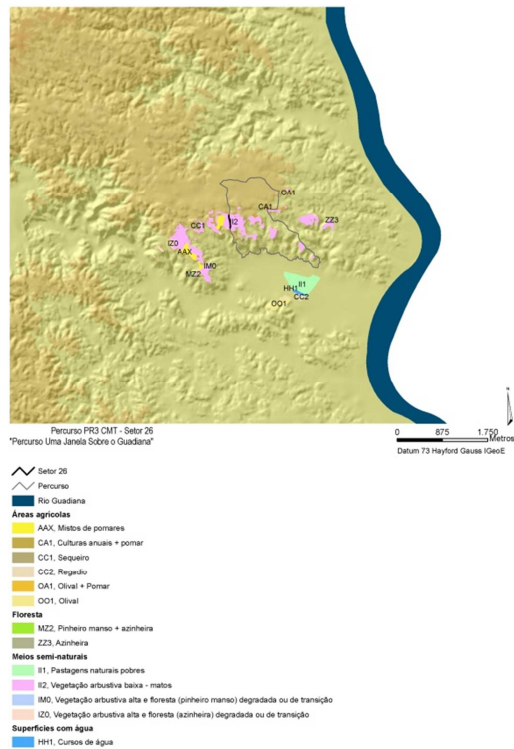 OA1
CA1
ZZ3
II2
CC1
IZ0
AAX
IM0
MZ2
II1
HH1
CC2
OO1
N
Percurso PR3 CMT - Setor 26
"Percurso Uma Janela Sobre o Guadiana"
0 875 1.750
Metros
Datum 73 Hayford Gauss IGeoE
Setor 26
Percurso
Rio Guadiana
Áreas agrícolas
AAX, Mistos de pomares
CA1, Culturas anuais + pomar
CC1, Sequeiro
CC2, Regadio
OA1, Olival + Pomar
OO1, Olival
Floresta
MZ2, Pinheiro manso + azinheira
ZZ3, Azinheira
Meios semi-naturais
II1, Pastagens naturais pobres
II2, Vegetação arbustiva baixa - matos
IM0, Vegetação arbustiva alta e floresta (pinheiro manso) degradada ou de transição
IZ0, Vegetação arbustiva alta e floresta (azinheira) degradada ou de transição
Superfícies com água
HH1, Cursos de água